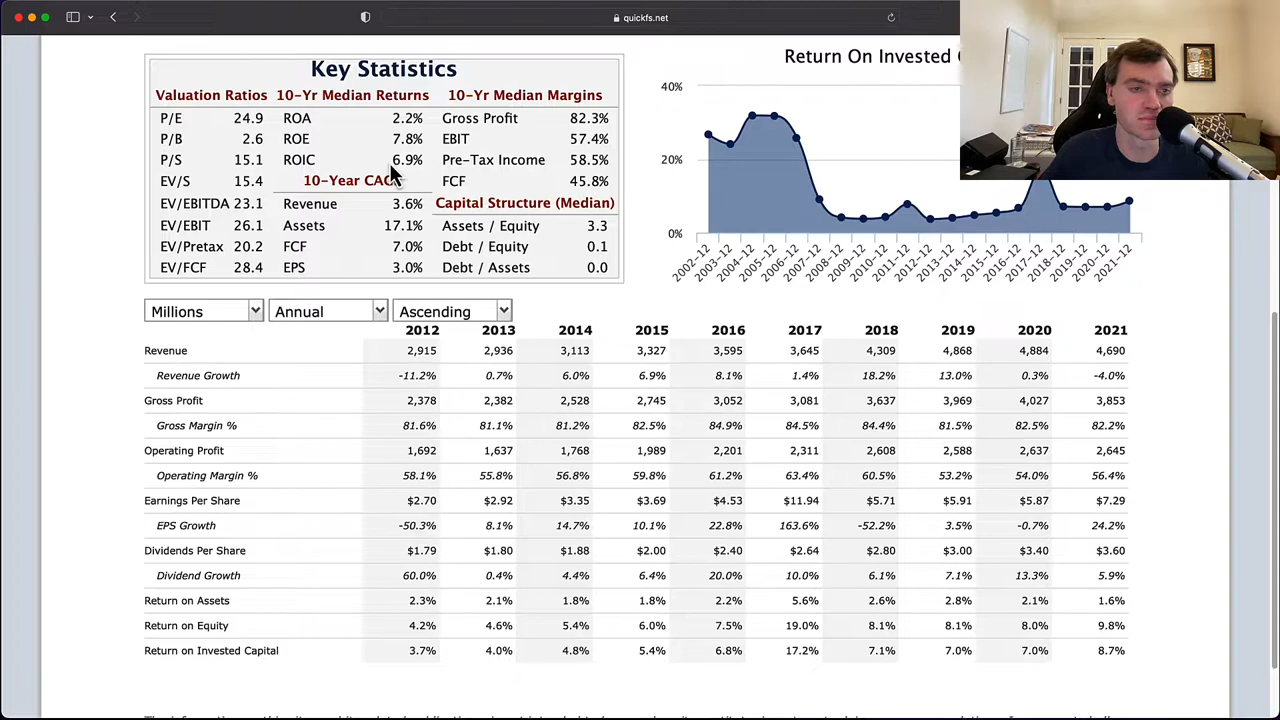 quickfs.net
Key Statistics
Valuation Ratios 10-Yr Median Returns 10-Yr Median Margins
P/E 24.9 ROA 2.2% Gross Profit 82.3%
P/B 2.6 ROE 7.8% EBIT 57.4%
P/S 15.1 ROIC 6.9% Pre-Tax Income 58.5%
EV/S 15.4 10-Year FCF 45.8%
EV/EBITDA 23.1 Revenue 3.6% Capital Structure (Median)
EV/EBIT 26.1 Assets 17.1% Assets / Equity 3.3
EV/Pretax 20.2 FCF 7.0% Debt / Equity 0.1
EV/FCF 28.4 EPS 3.0% Debt / Assets 0.0
Return On Invested
40%
20%
0%
2002-12 2003-12 2004-12 2005-12 2006-12 2007-12 2008-12 2009-12 2010-12 2011-12 2012-12 2013-12 2014-12 2015-12 2016-12 2017-12 2018-12 2019-12 2020-12 2021-12
Millions Annual Ascending
2012 2013 2014 2015 2016 2017 2018 2019 2020 2021
Revenue 2,915 2,936 3,113 3,327 3,595 3,645 4,309 4,868 4,884 4,690
Revenue Growth -11.2% 0.7% 6.0% 6.9% 8.1% 1.4% 18.2% 13.0% 0.3% -4.0%
Gross Profit 2,378 2,382 2,528 2,745 3,052 3,081 3,637 3,969 4,027 3,853
Gross Margin % 81.6% 81.1% 81.2% 82.5% 84.9% 84.5% 84.4% 81.5% 82.5% 82.2%
Operating Profit 1,692 1,637 1,768 1,989 2,201 2,311 2,608 2,588 2,637 2,645
Operating Margin % 58.1% 55.8% 56.8% 59.8% 61.2% 63.4% 60.5% 53.2% 54.0% 56.4%
Earnings Per Share $2.70 $2.92 $3.35 $3.69 $4.53 $11.94 $5.71 $5.91 $5.87 $7.29
EPS Growth -50.3% 8.1% 14.7% 10.1% 22.8% 163.6% -52.2% 3.5% -0.7% 24.2%
Dividends Per Share $1.79 $1.80 $1.88 $2.00 $2.40 $2.64 $2.80 $3.00 $3.40 $3.60
Dividend Growth 60.0% 0.4% 4.4% 6.4% 20.0% 10.0% 6.1% 7.1% 13.3% 5.9%
Return on Assets 2.3% 2.1% 1.8% 1.8% 2.2% 5.6% 2.6% 2.8% 2.1% 1.6%
Return on Equity 4.2% 4.6% 5.4% 6.0% 7.5% 19.0% 8.1% 8.1% 8.0% 9.8%
Return on Invested Capital 3.7% 4.0% 4.8% 5.4% 6.8% 17.2% 7.1% 7.0% 7.0% 8.7%